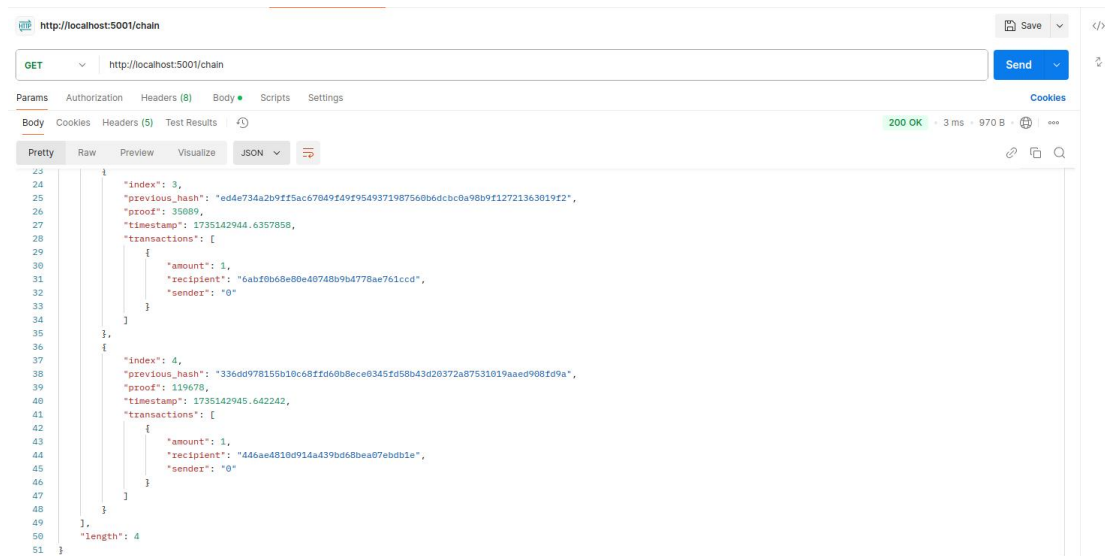 HTTP http://localhost:5001/chain
Save
</>
GET http://localhost:5001/chain
Send
Params Authorization Headers (8) Body Scripts Settings
Cookies
Body Cookies Headers (5) Test Results
200 OK 3 ms 970 B
Pretty Raw Preview Visualize JSON
23 {
24 "index": 3,
25 "previous_hash": "ed4e734a2b9ff5ac67049f49f9549371987560b6dcbc0a98b9f12721363019f2",
26 "proof": 35089,
27 "timestamp": 1735142944.6357858,
28 "transactions": [
29 {
30 "amount": 1,
31 "recipient": "6abf0b68e80e40748b9b4778ae761ccd",
32 "sender": "0"
33 }
34 ]
35 },
36 {
37 "index": 4,
38 "previous_hash": "336dd978155b10c68ffd60b8ece0345fd58b43d20372a87531019aaed908fd9a",
39 "proof": 119678,
40 "timestamp": 1735142945.642242,
41 "transactions": [
42 {
43 "amount": 1,
44 "recipient": "446ae4810d914a439bd68bea07ebdb1e",
45 "sender": "0"
46 }
47 ]
48 }
49 ],
50 "length": 4
51 }